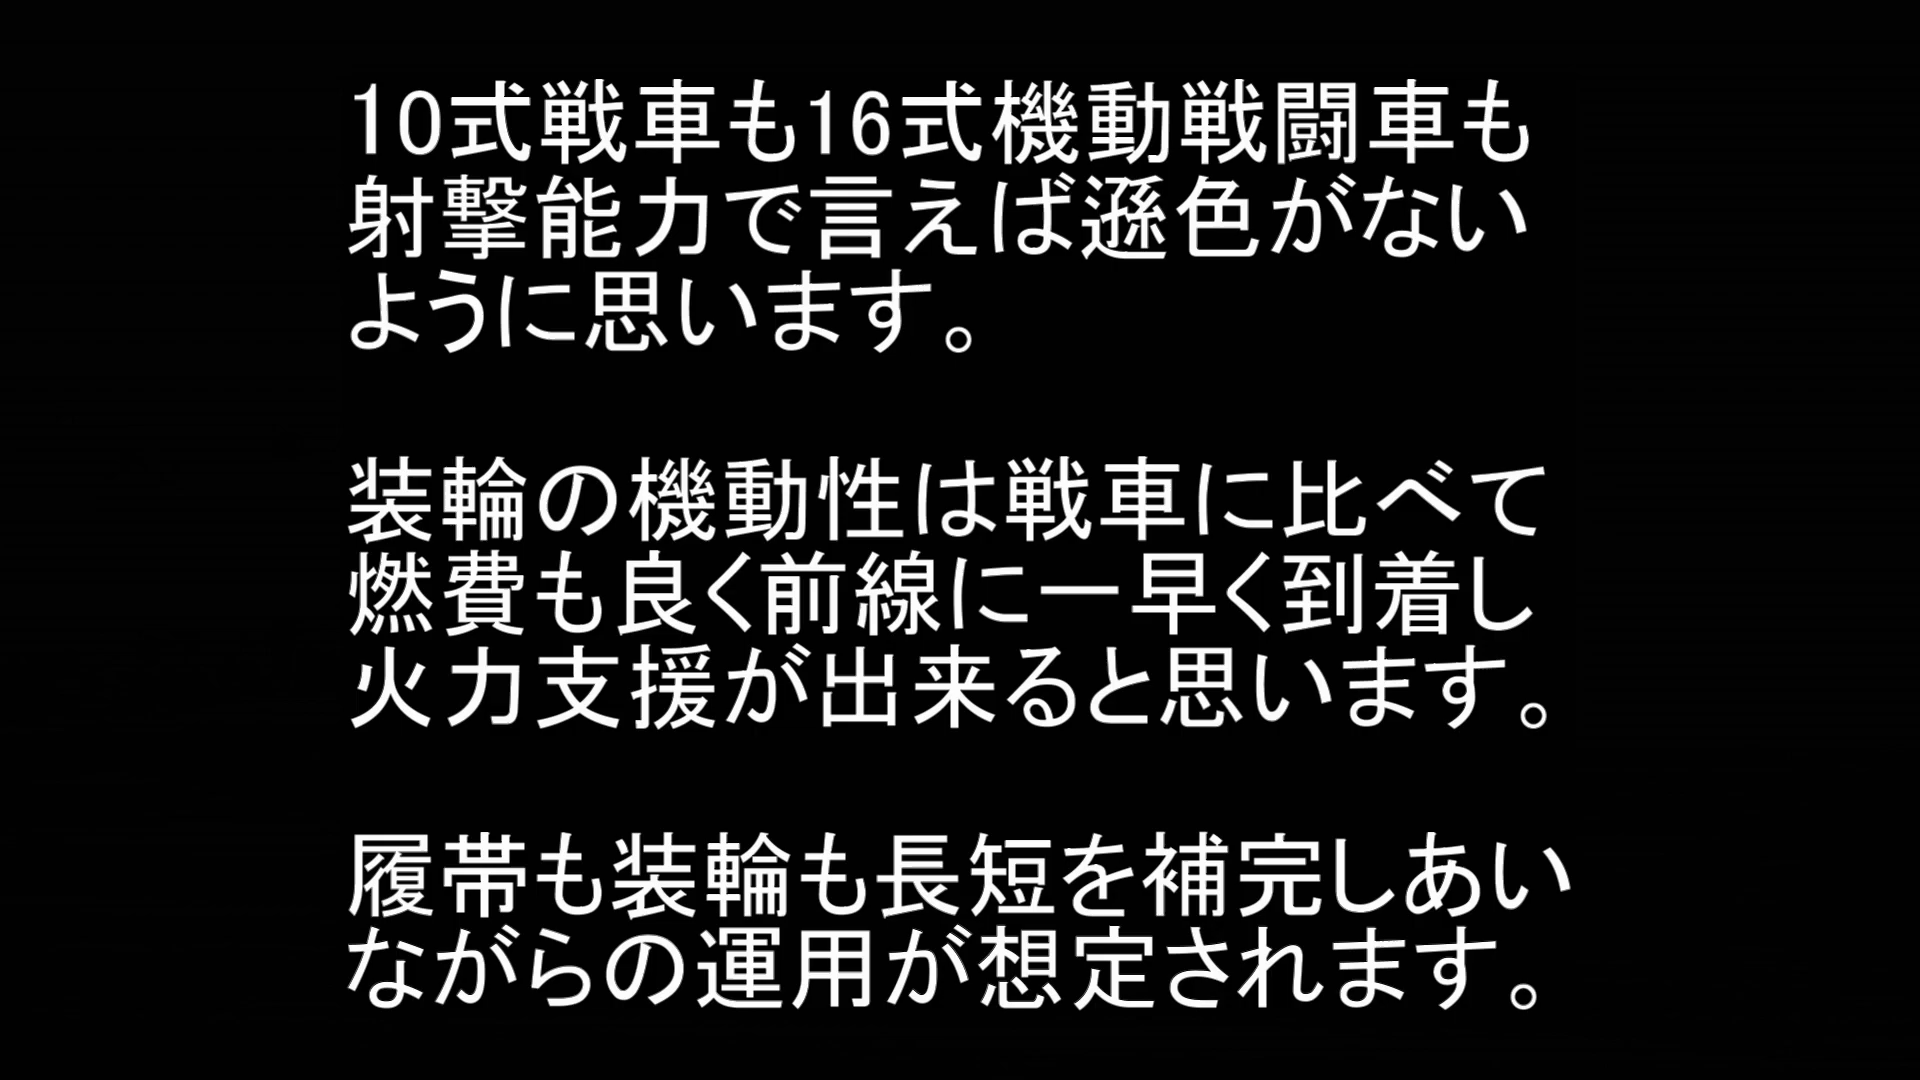 10式戦車も16式機動戦闘車も
射撃能力で言えば遜色がない
ように思います。
装輪の機動性は戦車に比べて
燃費も良く前線に一早く到着し
火力支援が出来ると思います。
履帯も装輪も長短を補完しあい
ながらの運用が想定されます。